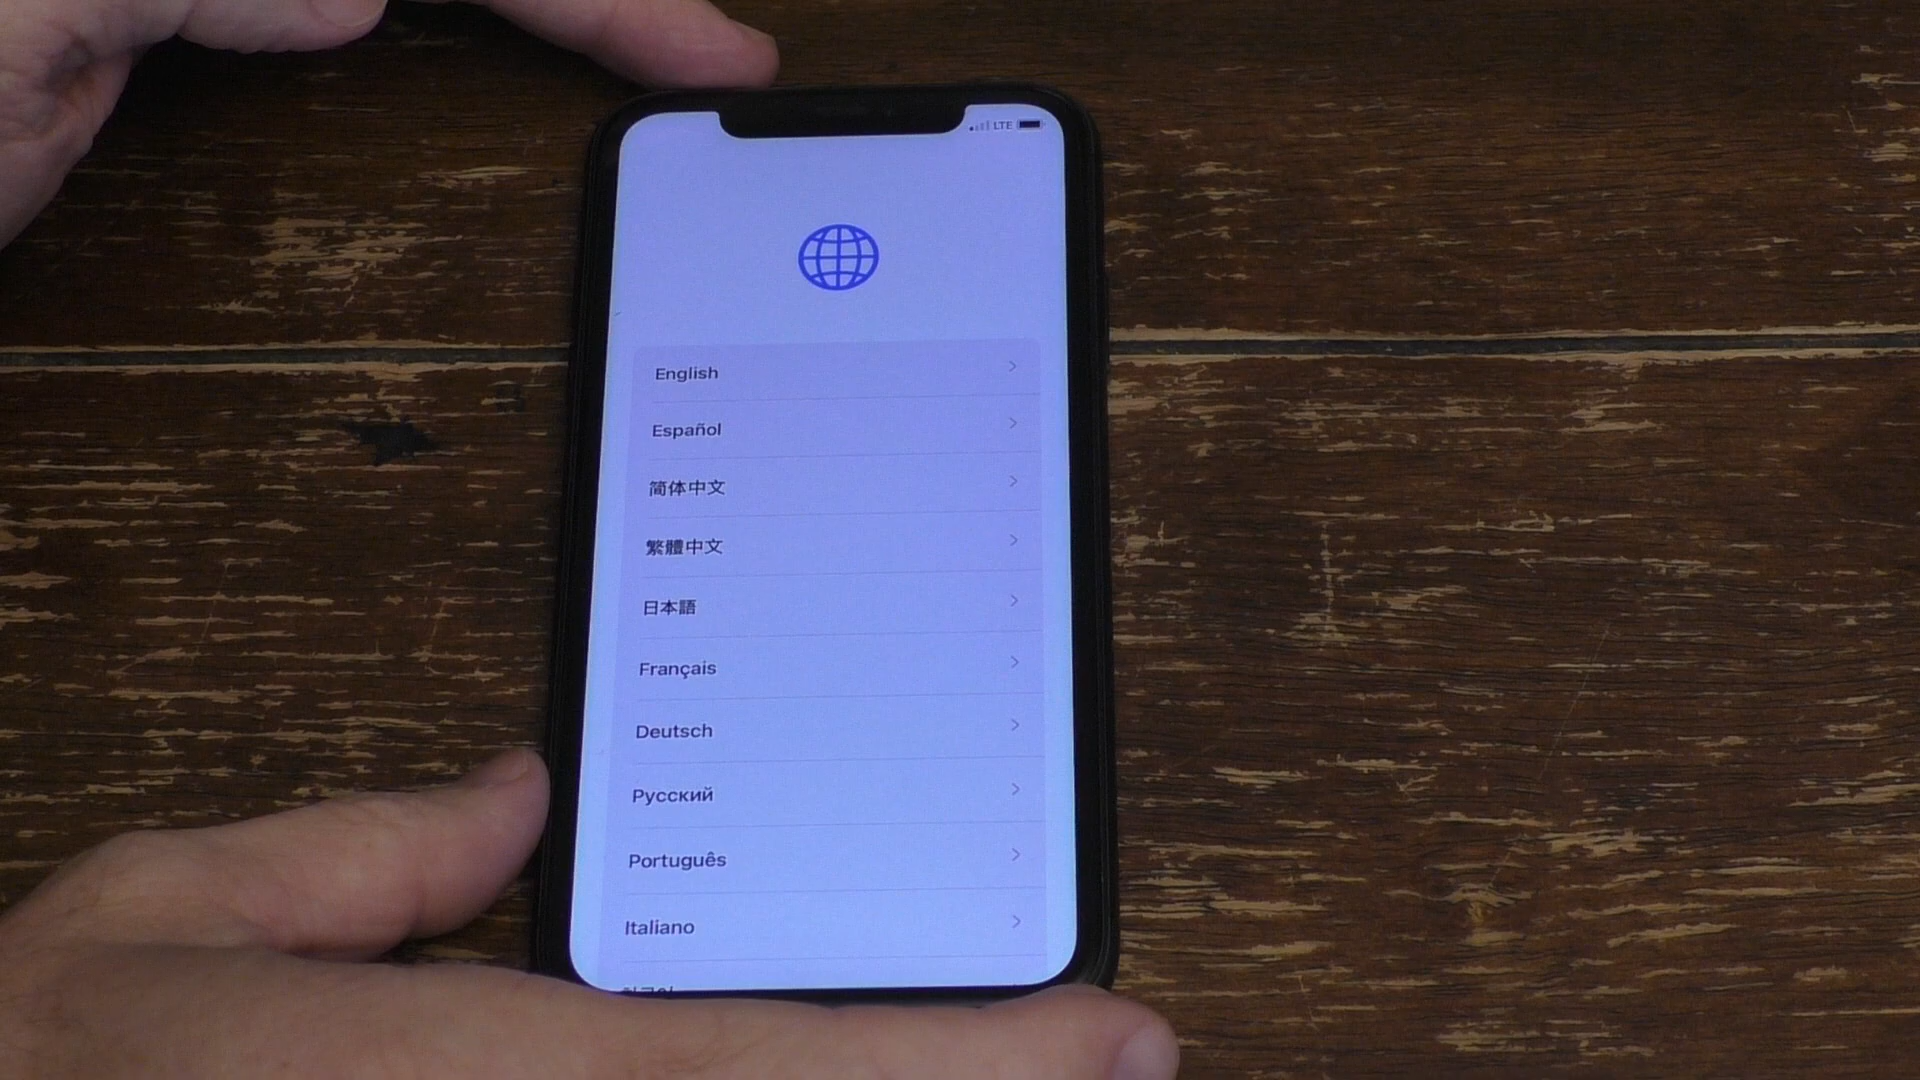 LTE
English
Español
简体中文
繁體中文
日本語
Français
Deutsch
Русский
Português
Italiano